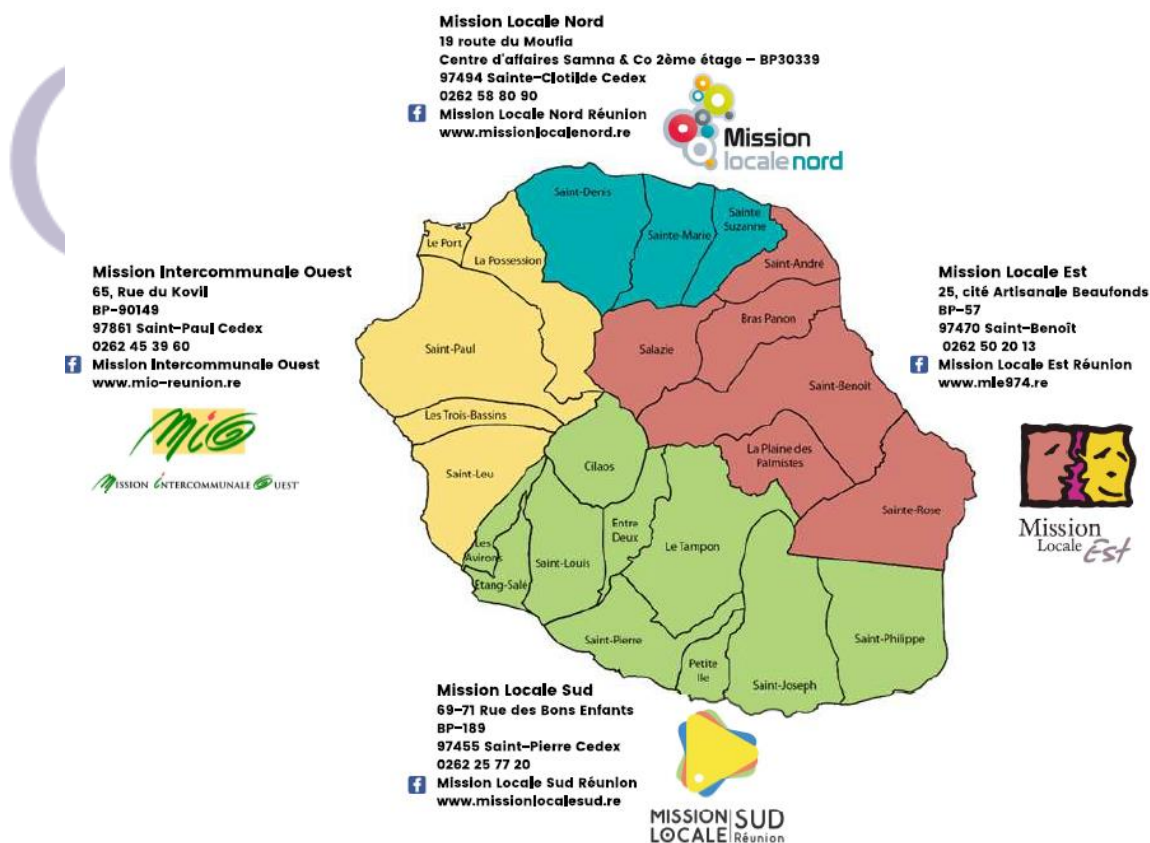 Mission Locale Nord
19 route du Moufia
Centre d'affaires Samna & Co 2ème étage – BP30339
97494 Sainte-Clotilde Cedex
0262 58 80 90
Mission Locale Nord Réunion
www.missionlocalenord.re
Mission
locale nord
Saint-Denis
Sainte-Marie
Sainte
Suzanne
Le Port
La Possession
Saint-André
Mission Intercommunale Ouest
65, Rue du Kovil
BP-90149
97861 Saint-Paul Cedex
0262 45 39 60
Mission Intercommunale Ouest
www.mio-reunion.re
MiO
MISSION INTERCOMMUNALE OUEST
Mission Locale Est
25, cité Artisanale Beaufonds
BP-57
97470 Saint-Benoît
0262 50 20 13
Mission Locale Est Réunion
www.mle974.re
Mission
Locale Est
Bras Panon
Saint-Paul
Salazie
Saint-Benoit
Les Trois-Bassins
La Plaine des
Palmistes
Cilaos
Saint-Leu
Sainte-Rose
Entre
Deux
Le Tampon
Les
Avirons
Saint-Louis
Etang-Salé
Saint-Pierre
Saint-Philippe
Petite
Ile
Saint-Joseph
Mission Locale Sud
69-71 Rue des Bons Enfants
BP-189
97455 Saint-Pierre Cedex
0262 25 77 20
Mission Locale Sud Réunion
www.missionlocalesud.re
MISSION SUD
LOCALE Réunion